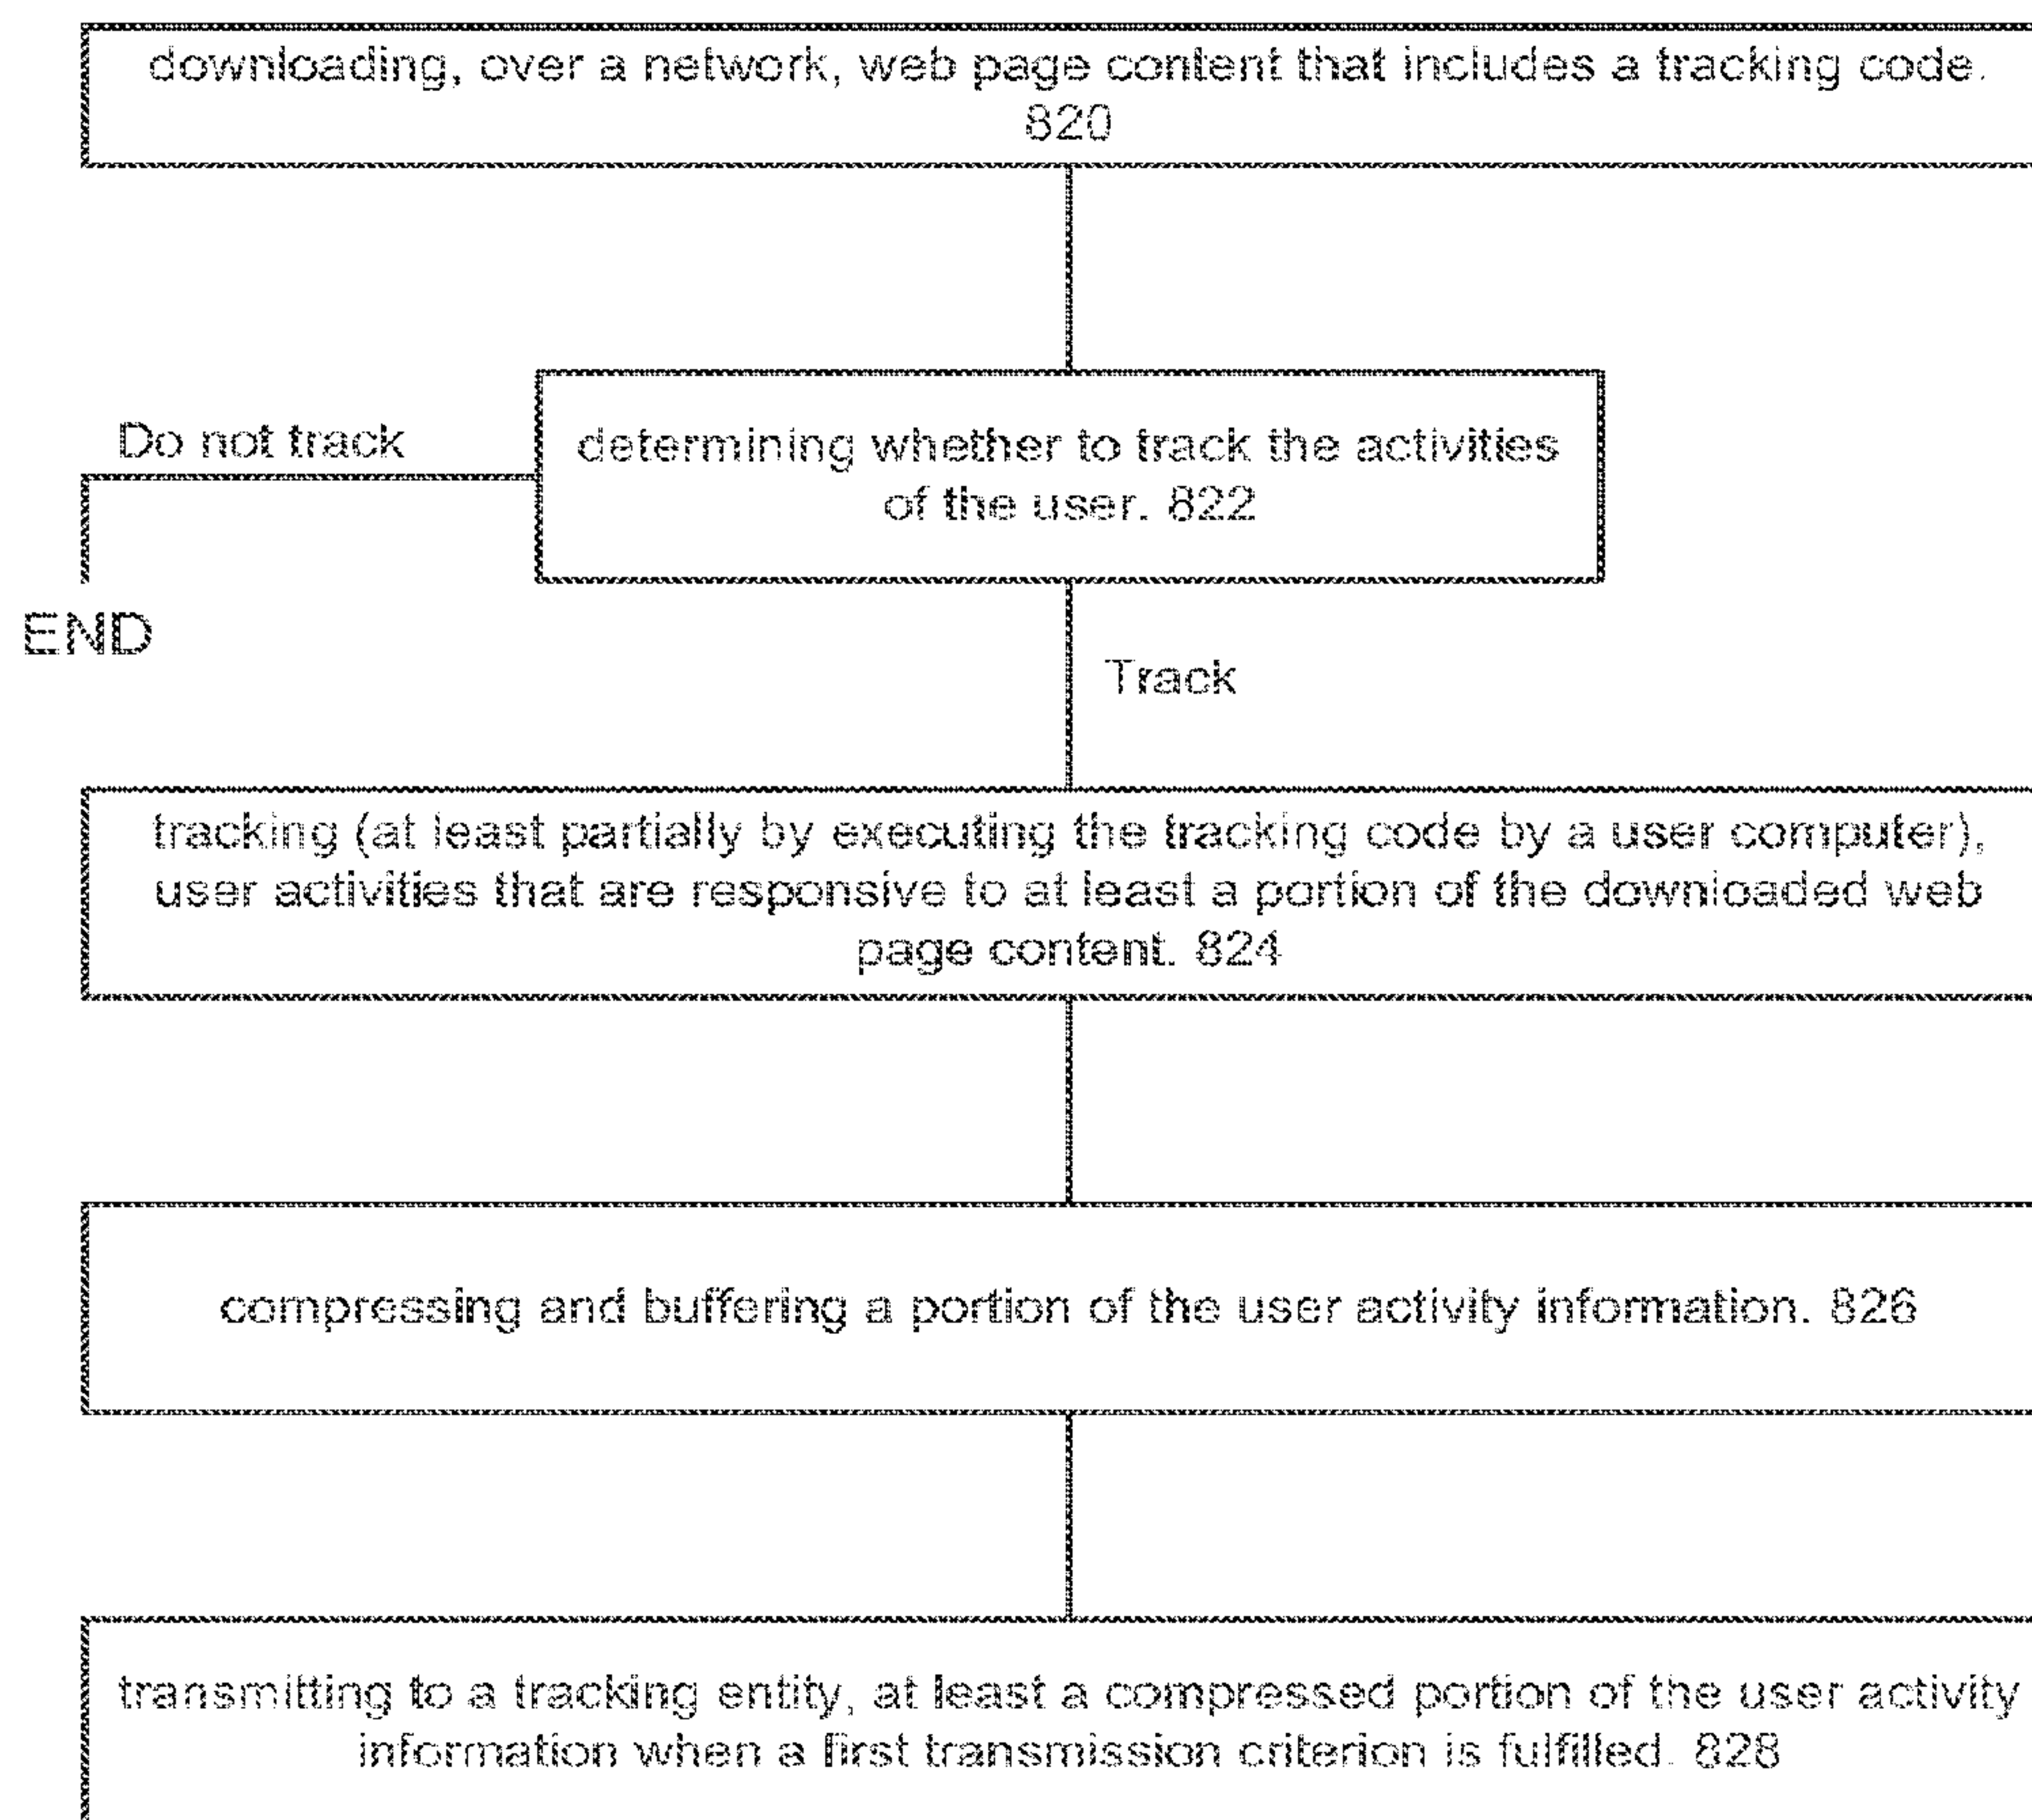 downloading, over a network, web page content that includes a tracking code.
820
Do not track
determining whether to track the activities
of the user. 822
END
Track
tracking (at least partially by executing the tracking code by a user computer),
user activities that are responsive to at least a portion of the downloaded web
page content. 824
compressing and buffering a portion of the user activity information. 826
transmitting to a tracking entity, at least a compressed portion of the user activity
information when a first transmission criterion is fulfilled. 828